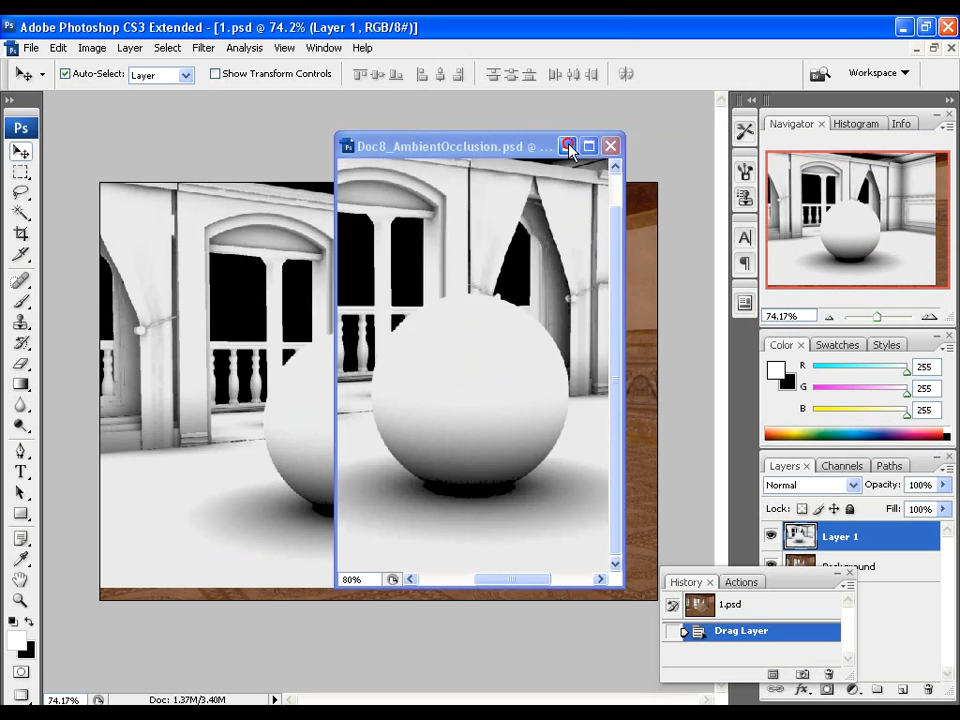 Adobe Photoshop CS3 Extended - [1.psd @ 74.2% (Layer 1, RGB/8#)]
File Edit Image Layer Select Filter Analysis View Window Help
Auto-Select: Layer Show Transform Controls Workspace
Ps
Doc8_AmbientOcclusion.psd @ ...
Navigator Histogram Info
74.17%
Color Swatches Styles
R 255
G 255
B 255
Layers Channels Paths
Normal Opacity: 100%
Lock: Fill: 100%
Layer 1
Background
80%
History Actions
1.psd
Drag Layer
74.17% Doc: 1.37M/3.40M